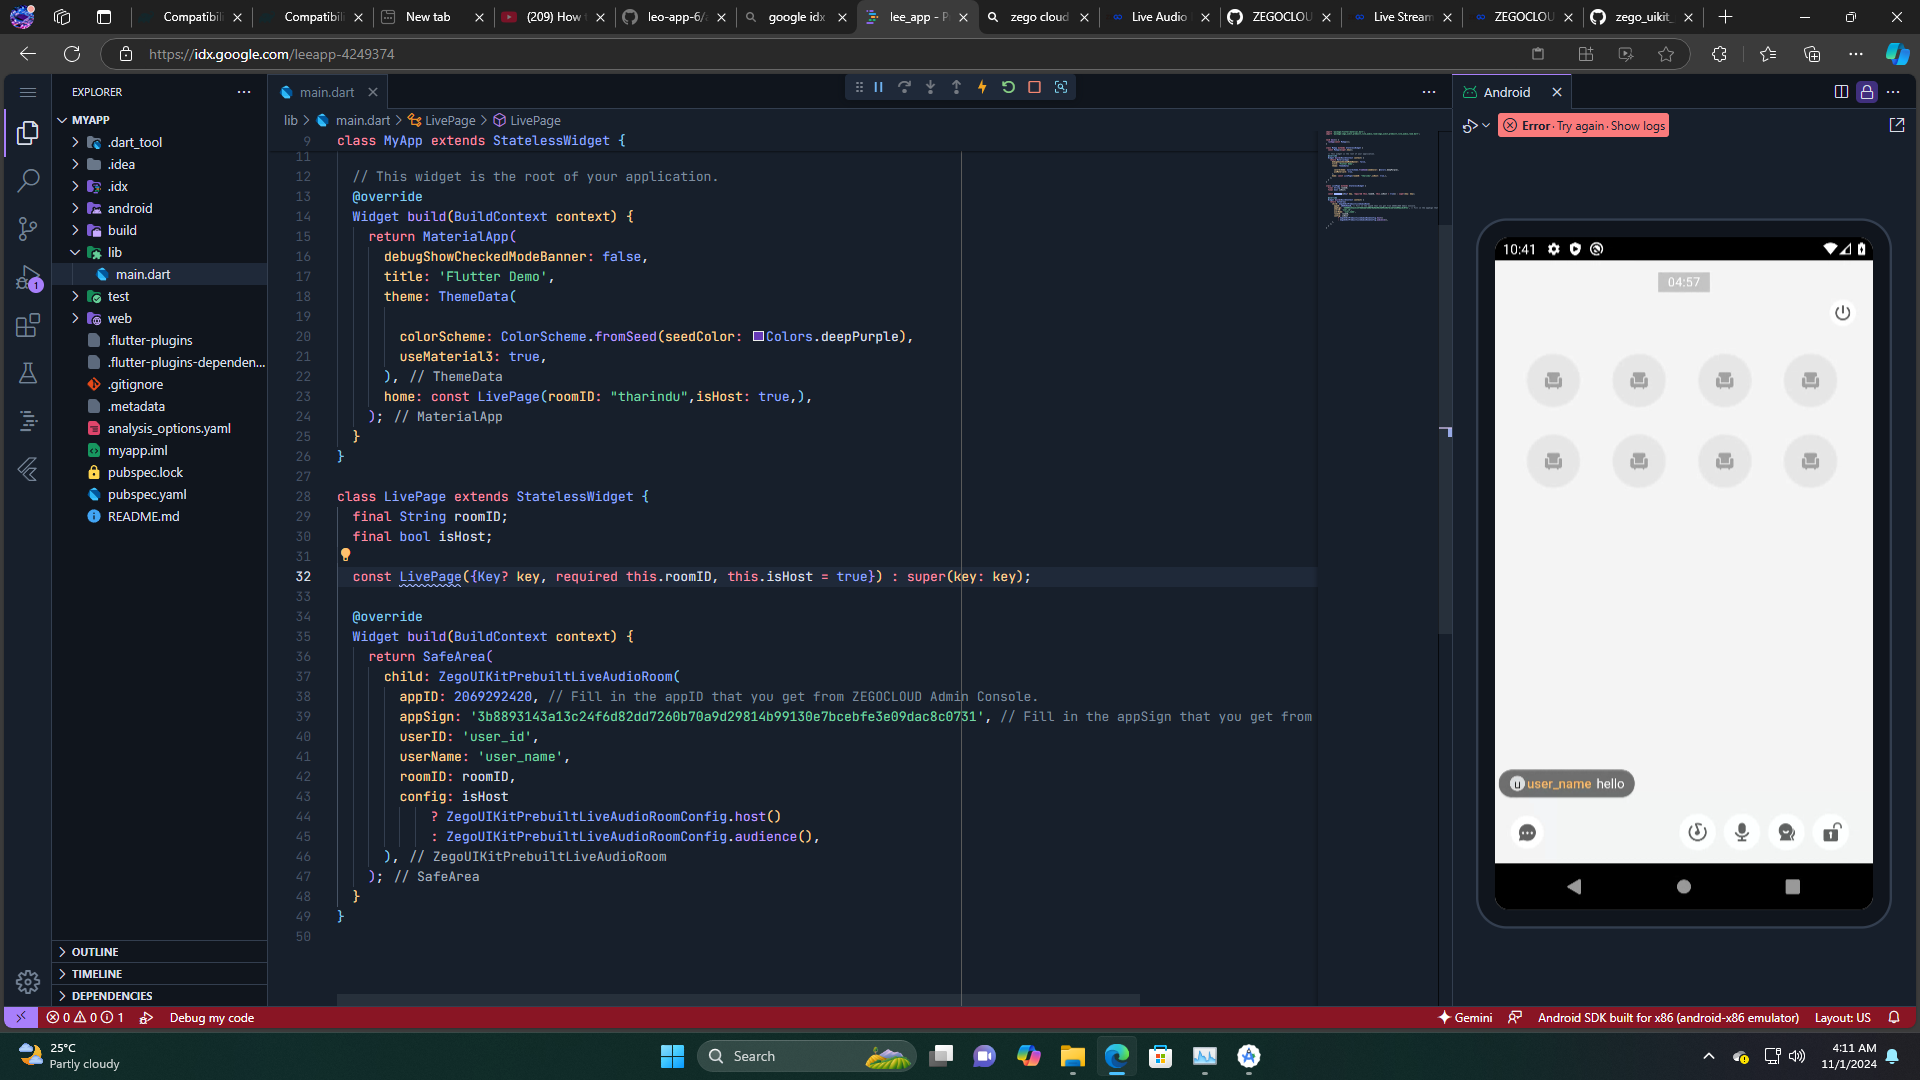 Compatibil
Compatibil
New tab
(209) How t
leo-app-6/a
google idx
lee_app - P
zego cloud
Live Audio
ZEGOCLOU
Live Stream
ZEGOCLOU
zego_uikit_
https://idx.google.com/leeapp-4249374
EXPLORER
MYAPP
.dart_tool
.idea
.idx
android
build
lib
main.dart
test
web
.flutter-plugins
.flutter-plugins-dependen...
.gitignore
.metadata
analysis_options.yaml
myapp.iml
pubspec.lock
pubspec.yaml
README.md
OUTLINE
TIMELINE
DEPENDENCIES
1
main.dart
lib > main.dart > LivePage > LivePage
9 class MyApp extends StatelessWidget {
11
12 // This widget is the root of your application.
13 @override
14 Widget build(BuildContext context) {
15 return MaterialApp(
16 debugShowCheckedModeBanner: false,
17 title: 'Flutter Demo',
18 theme: ThemeData(
19
20 colorScheme: ColorScheme.fromSeed(seedColor: Colors.deepPurple),
21 useMaterial3: true,
22 ), // ThemeData
23 home: const LivePage(roomID: "tharindu",isHost: true,),
24 ); // MaterialApp
25 }
26 }
27
28 class LivePage extends StatelessWidget {
29 final String roomID;
30 final bool isHost;
31
32 const LivePage({Key? key, required this.roomID, this.isHost = true}) : super(key: key);
33
34 @override
35 Widget build(BuildContext context) {
36 return SafeArea(
37 child: ZegoUIKitPrebuiltLiveAudioRoom(
38 appID: 2069292420, // Fill in the appID that you get from ZEGOCLOUD Admin Console.
39 appSign: '3b8893143a13c24f6d82dd7260b70a9d29814b99130e7bcebfe3e09dac8c0731', // Fill in the appSign that you get from
40 userID: 'user_id',
41 userName: 'user_name',
42 roomID: roomID,
43 config: isHost
44 ? ZegoUIKitPrebuiltLiveAudioRoomConfig.host()
45 : ZegoUIKitPrebuiltLiveAudioRoomConfig.audience(),
46 ), // ZegoUIKitPrebuiltLiveAudioRoom
47 ); // SafeArea
48 }
49 }
50
Android
Error · Try again · Show logs
10:41
04:57
u user_name hello
0 0 1
Debug my code
Gemini
Android SDK built for x86 (android-x86 emulator)
Layout: US
25°C
Partly cloudy
Search
4:11 AM
11/1/2024